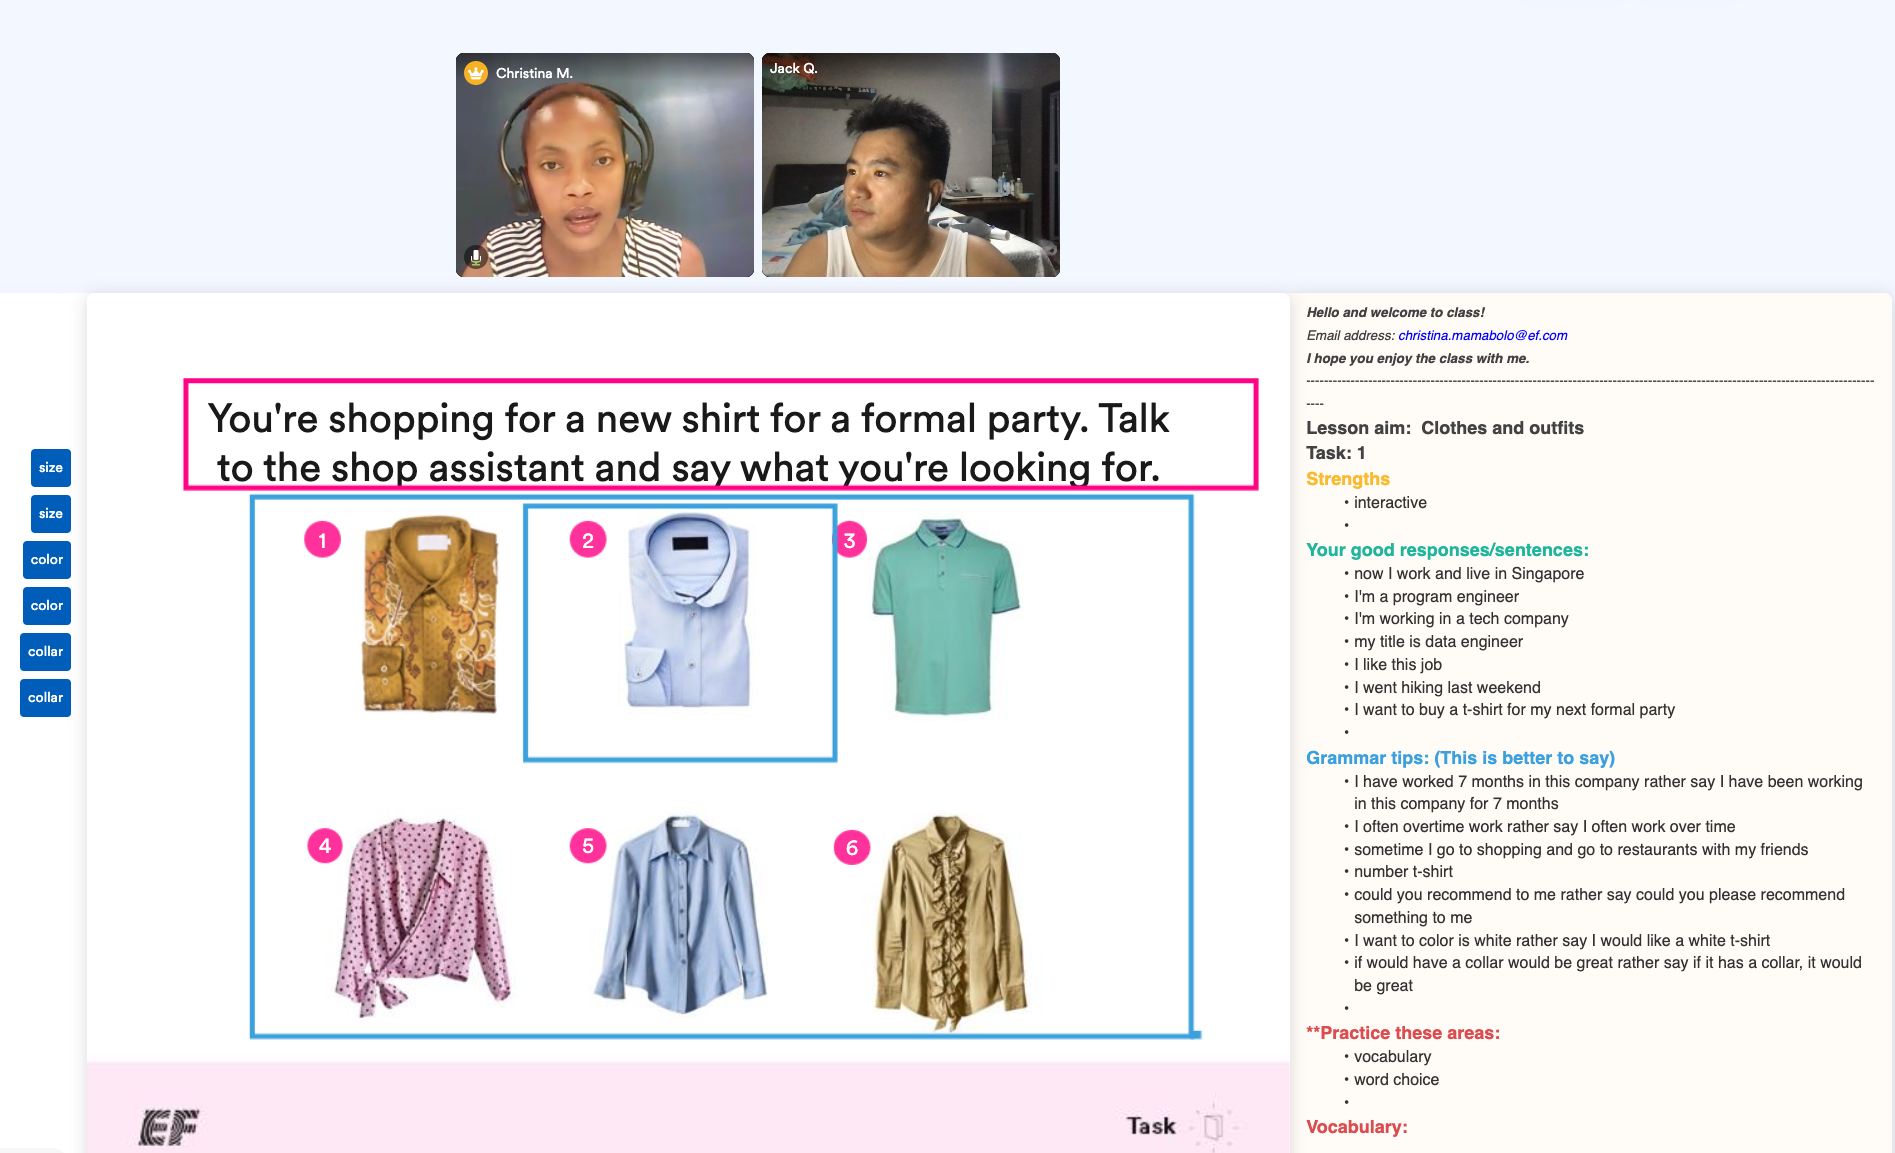 Christina M.
Jack Q.
size
size
color
color
collar
collar
You're shopping for a new shirt for a formal party. Talk
to the shop assistant and say what you're looking for.
1
2
3
4
5
6
EF
Task
Hello and welcome to class!
Email address: christina.mamabolo@ef.com
I hope you enjoy the class with me.
Lesson aim:  Clothes and outfits
Task: 1
Strengths
• interactive
•
Your good responses/sentences:
• now I work and live in Singapore
• I'm a program engineer
• I'm working in a tech company
• my title is data engineer
• I like this job
• I went hiking last weekend
• I want to buy a t-shirt for my next formal party
•
Grammar tips: (This is better to say)
• I have worked 7 months in this company rather say I have been working
in this company for 7 months
• I often overtime work rather say I often work over time
• sometime I go to shopping and go to restaurants with my friends
• number t-shirt
• could you recommend to me rather say could you please recommend
something to me
• I want to color is white rather say I would like a white t-shirt
• if would have a collar would be great rather say if it has a collar, it would
be great
•
**Practice these areas:
• vocabulary
• word choice
•
Vocabulary: